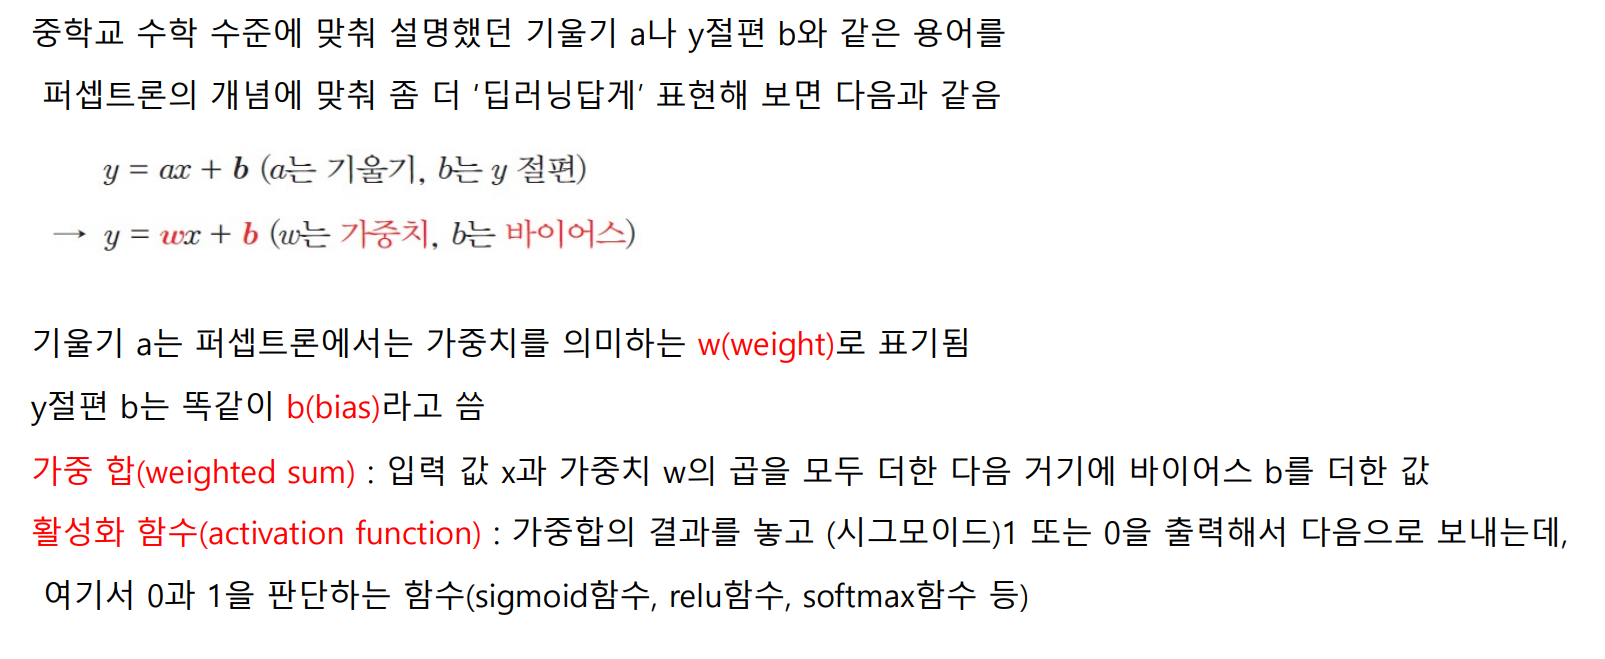 중학교 수학 수준에 맞춰 설명했던 기울기 a나 y절편 b와 같은 용어를
퍼셉트론의 개념에 맞춰 좀 더 ‘딥러닝답게’ 표현해 보면 다음과 같음
y = ax + b (a는 기울기, b는 y 절편)
→ y = wx + b (w는 가중치, b는 바이어스)
기울기 a는 퍼셉트론에서는 가중치를 의미하는 w(weight)로 표기됨
y절편 b는 똑같이 b(bias)라고 씀
가중 합(weighted sum) : 입력 값 x과 가중치 w의 곱을 모두 더한 다음 거기에 바이어스 b를 더한 값
활성화 함수(activation function) : 가중합의 결과를 놓고 (시그모이드)1 또는 0을 출력해서 다음으로 보내는데,
여기서 0과 1을 판단하는 함수(sigmoid함수, relu함수, softmax함수 등)